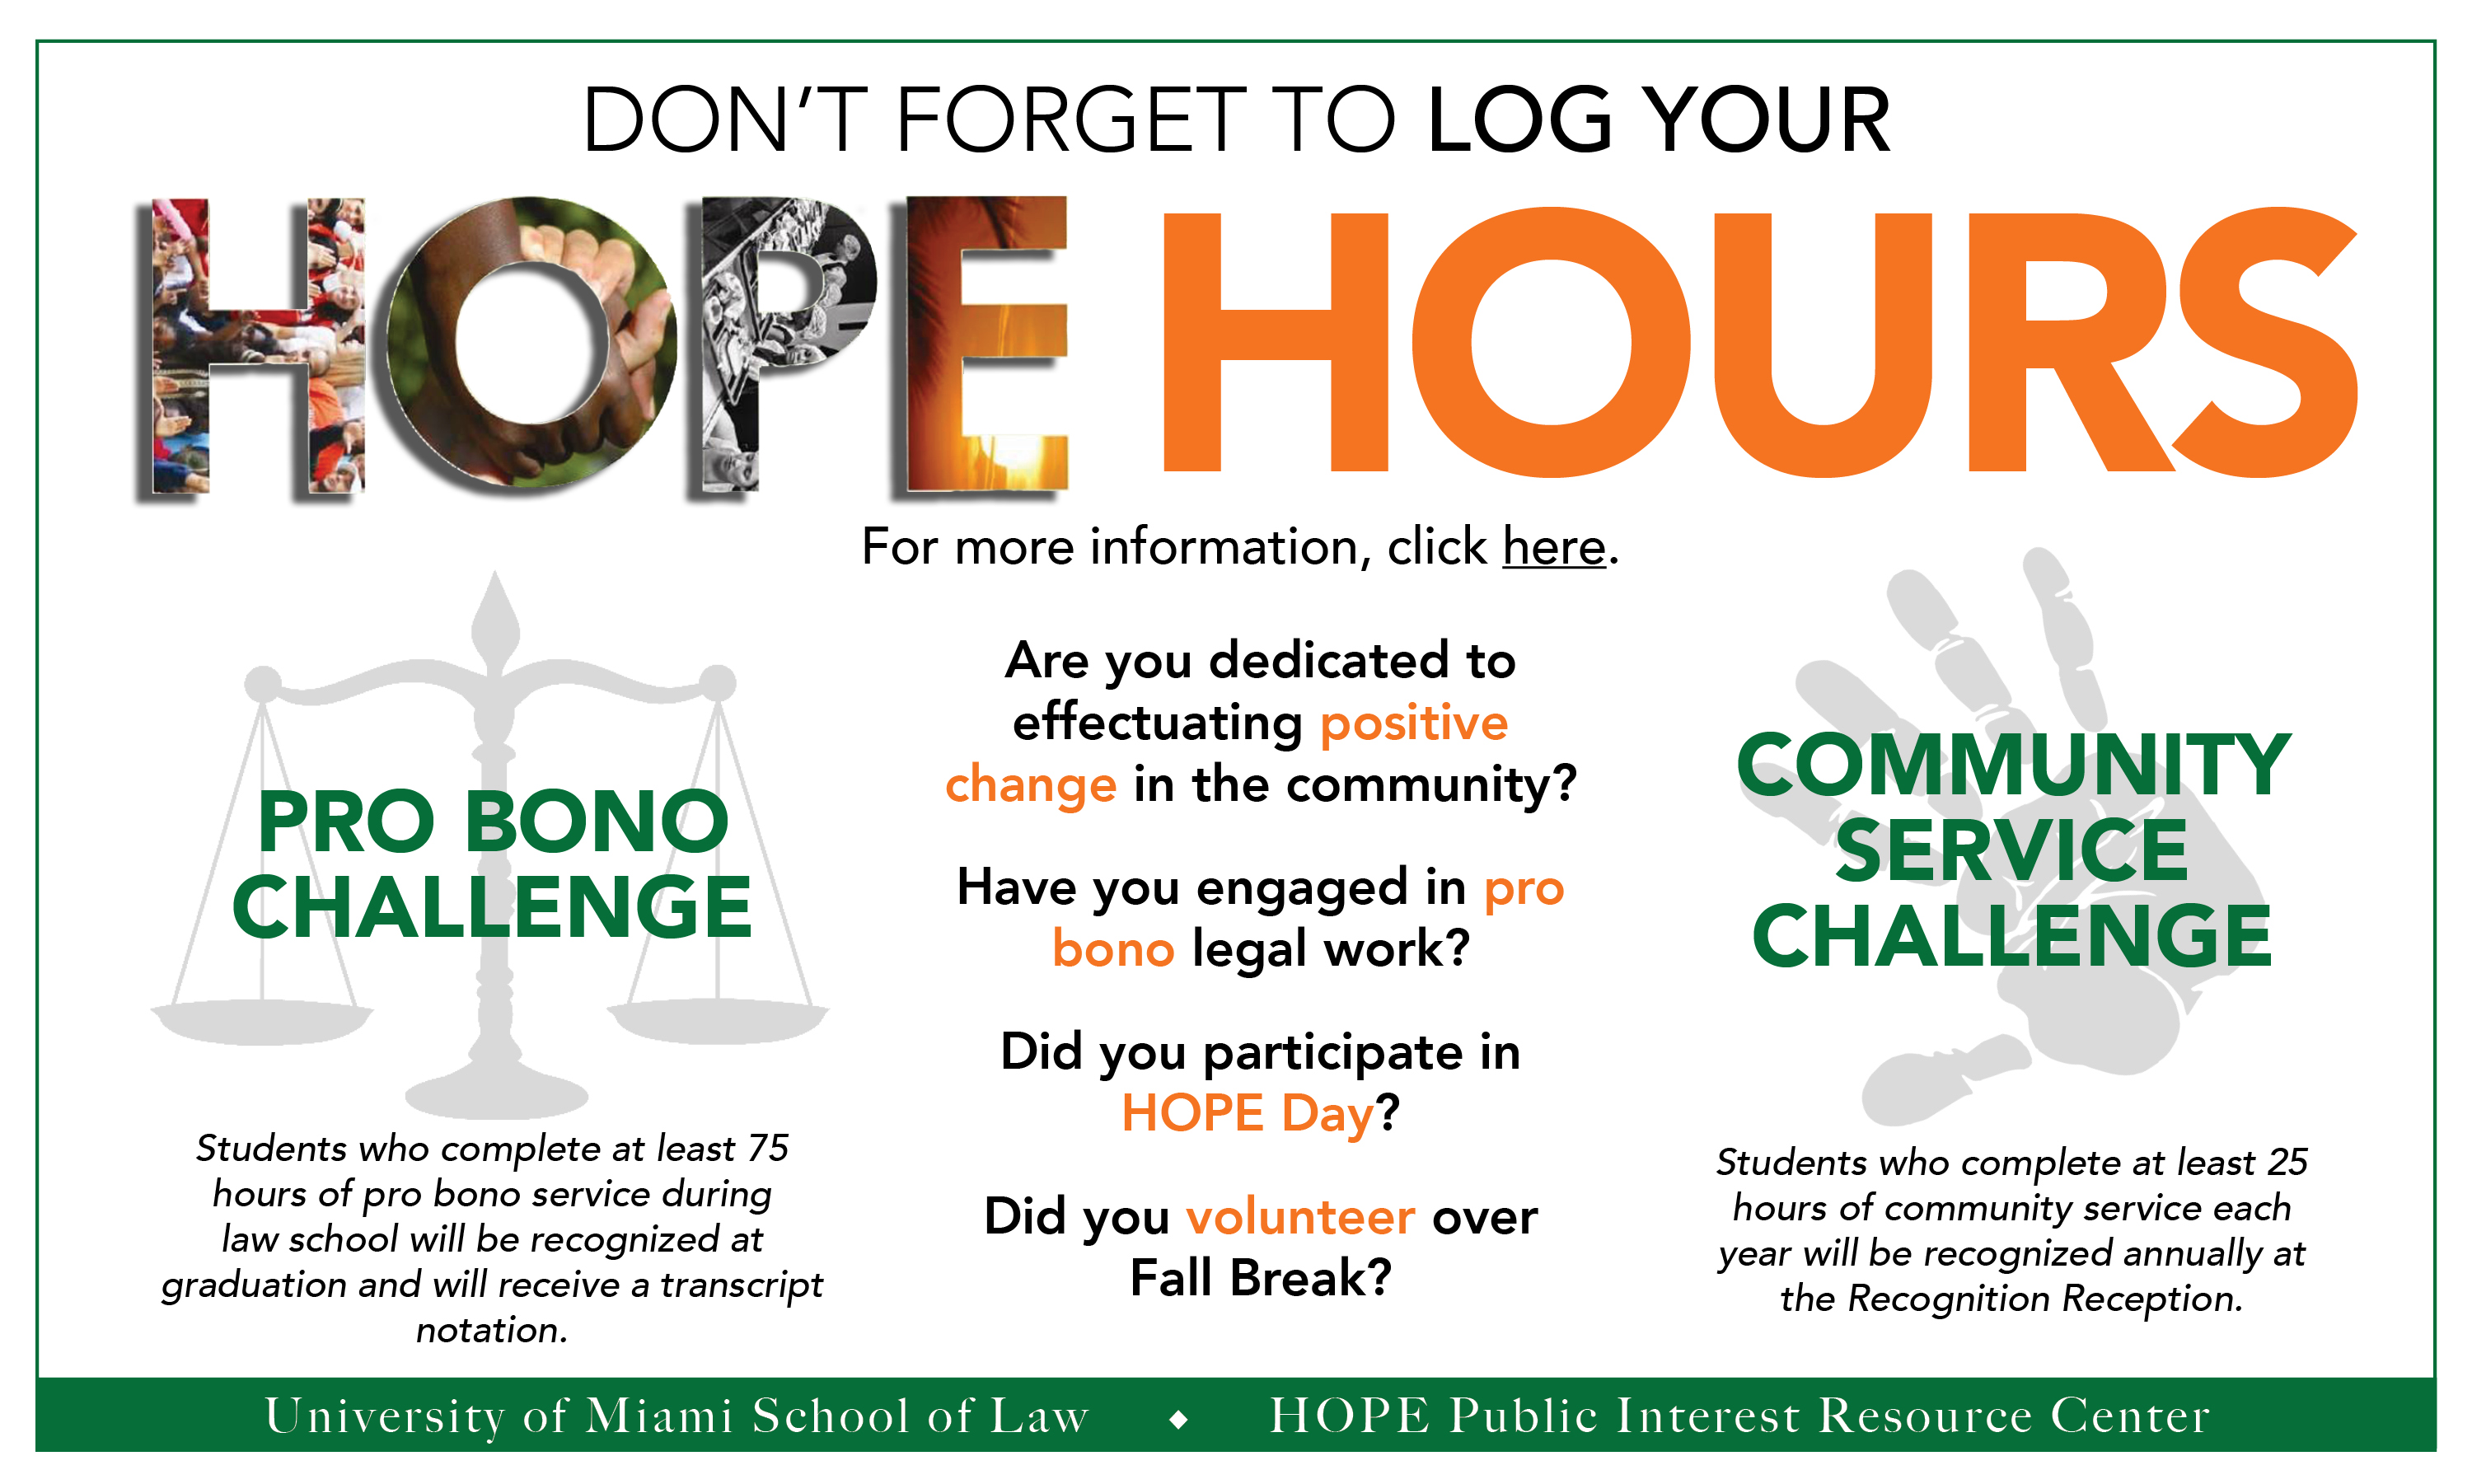 DON'T FORGET TO LOG YOUR
HOPE HOURS
For more information, click here.
PRO BONO
CHALLENGE
Students who complete at least 75
hours of pro bono service during
law school will be recognized at
graduation and will receive a transcript
notation.
Are you dedicated to
effectuating positive
change in the community?
Have you engaged in pro
bono legal work?
Did you participate in
HOPE Day?
Did you volunteer over
Fall Break?
COMMUNITY
SERVICE
CHALLENGE
Students who complete at least 25
hours of community service each
year will be recognized annually at
the Recognition Reception.
University of Miami School of Law ◆ HOPE Public Interest Resource Center